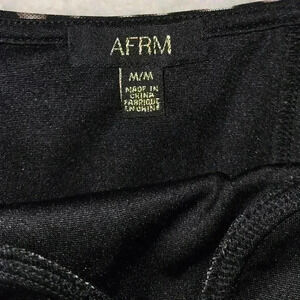 AFRM
M/M
MADE IN
CHINA
FABRIQUÉ
EN CHINE